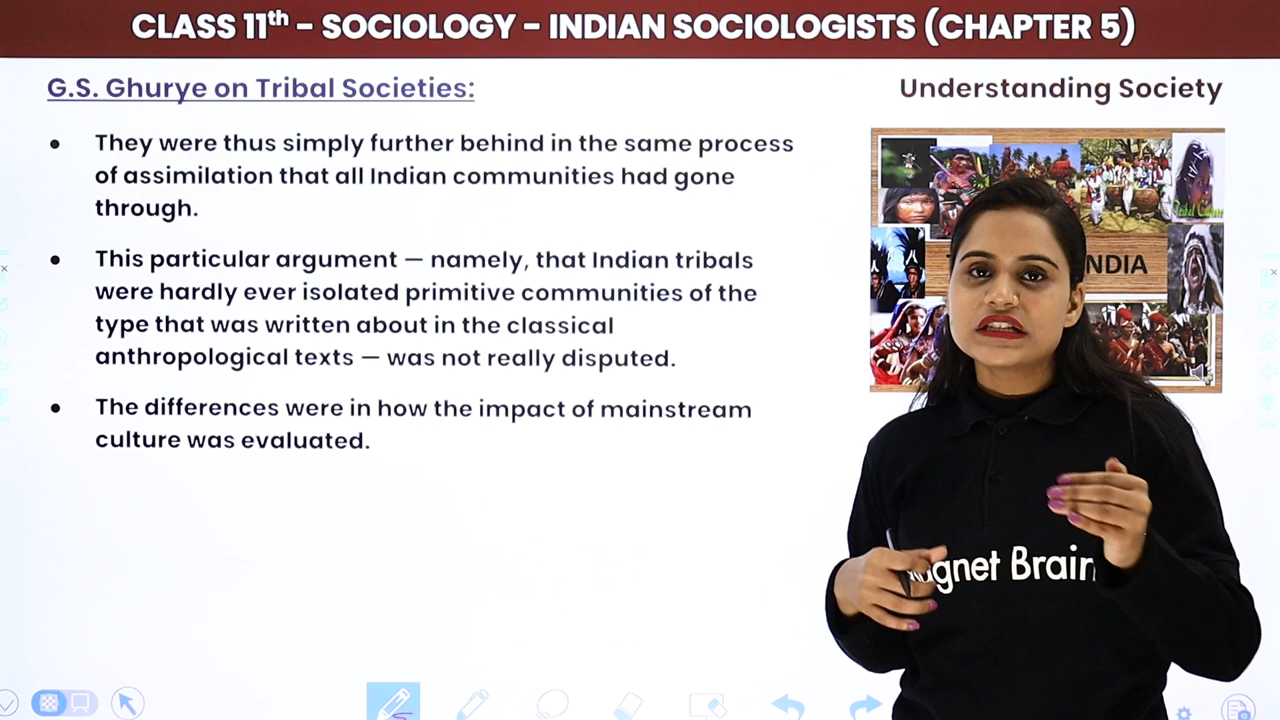 CLASS 11th - SOCIOLOGY - INDIAN SOCIOLOGISTS (CHAPTER 5)
G.S. Ghurye on Tribal Societies:
Understanding Society
• They were thus simply further behind in the same process
of assimilation that all Indian communities had gone
through.
• This particular argument — namely, that Indian tribals
were hardly ever isolated primitive communities of the
type that was written about in the classical
anthropological texts — was not really disputed.
• The differences were in how the impact of mainstream
culture was evaluated.
Tribal
NDIA
gnet Brain